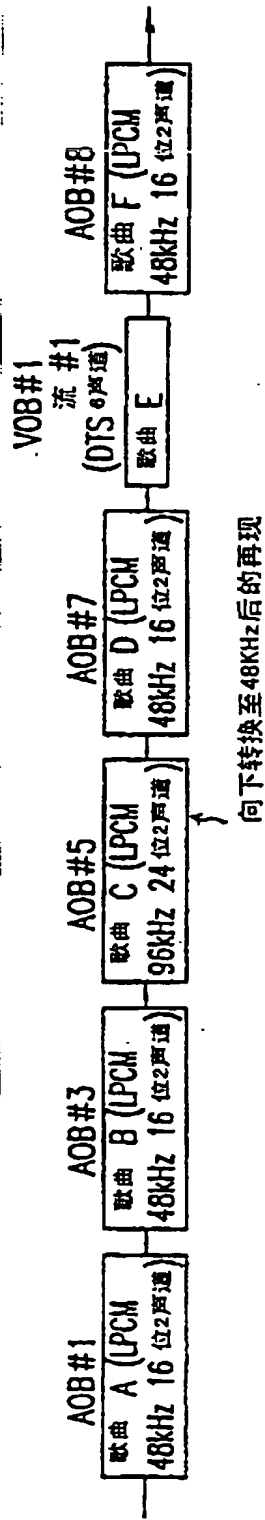 AOB#1
歌曲 A (LPCM
48kHz 16 位2声道)
AOB#3
歌曲 B (LPCM
48kHz 16 位2声道)
AOB#5
歌曲 C (LPCM
96kHz 24 位2声道)
向下转换至48KHz后的再现
AOB#7
歌曲 D (LPCM
48kHz 16 位2声道)
VOB#1
流 #1
(DTS 6声道)
歌曲 E
AOB#8
歌曲 F (LPCM
48kHz 16 位2声道)